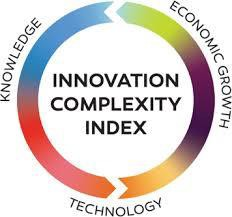 KNOWLEDGE
ECONOMIC GROWTH
INNOVATION
COMPLEXITY
INDEX
TECHNOLOGY